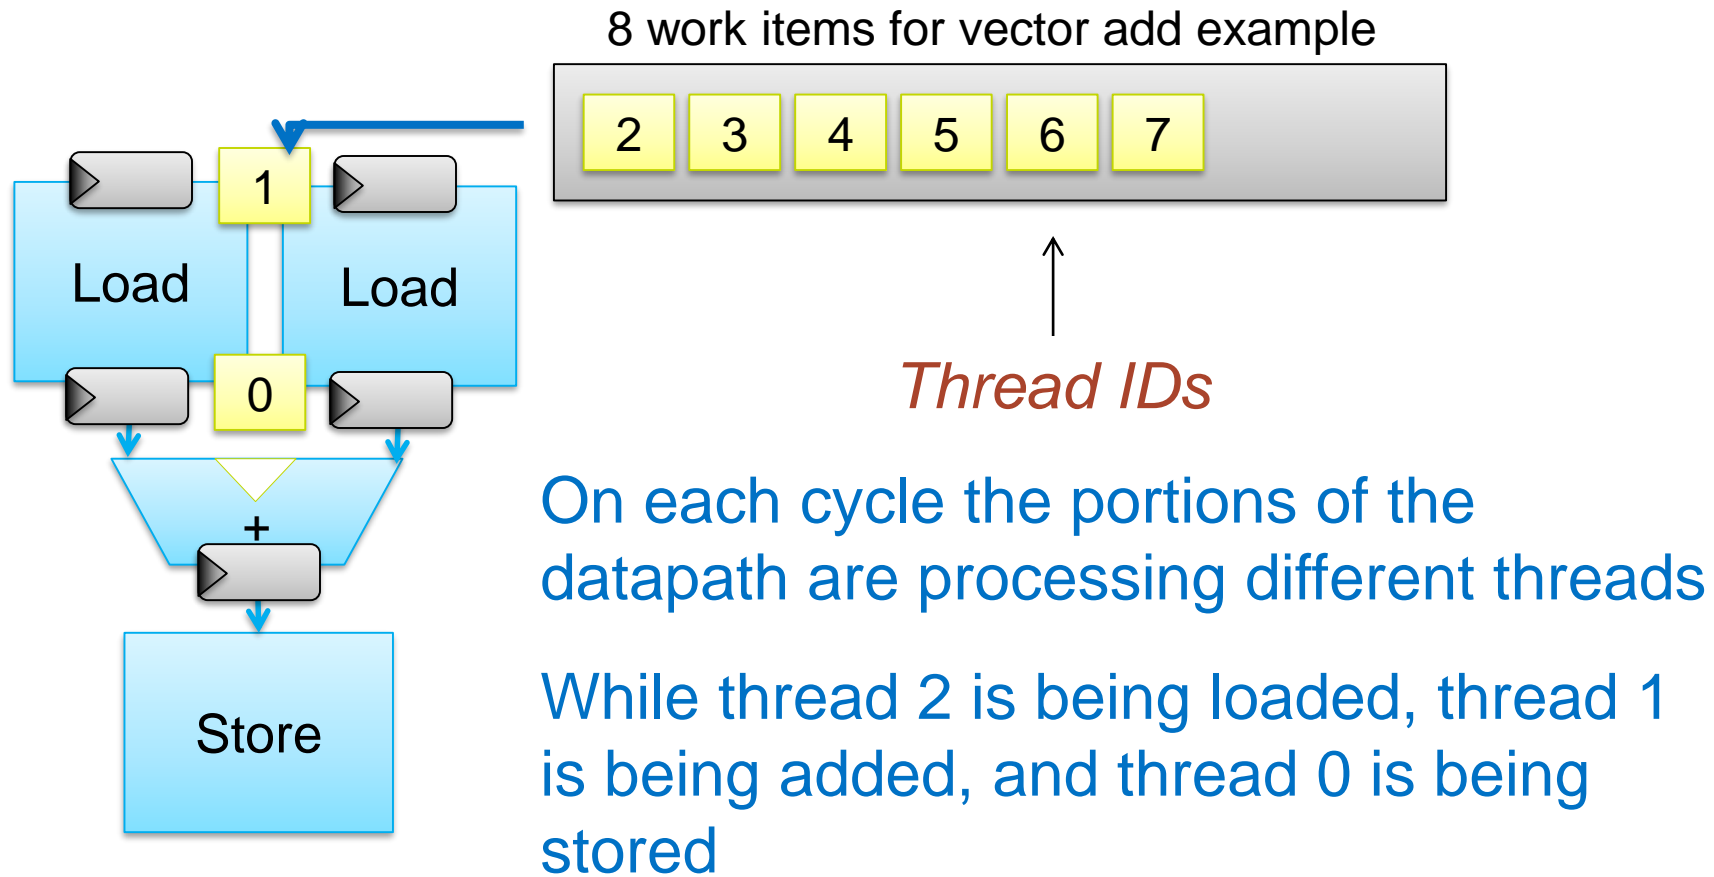 8 work items for vector add example
2 3 4 5 6 7
1
Load Load
0
Thread IDs
+
Store
On each cycle the portions of the
datapath are processing different threads
While thread 2 is being loaded, thread 1
is being added, and thread 0 is being
stored